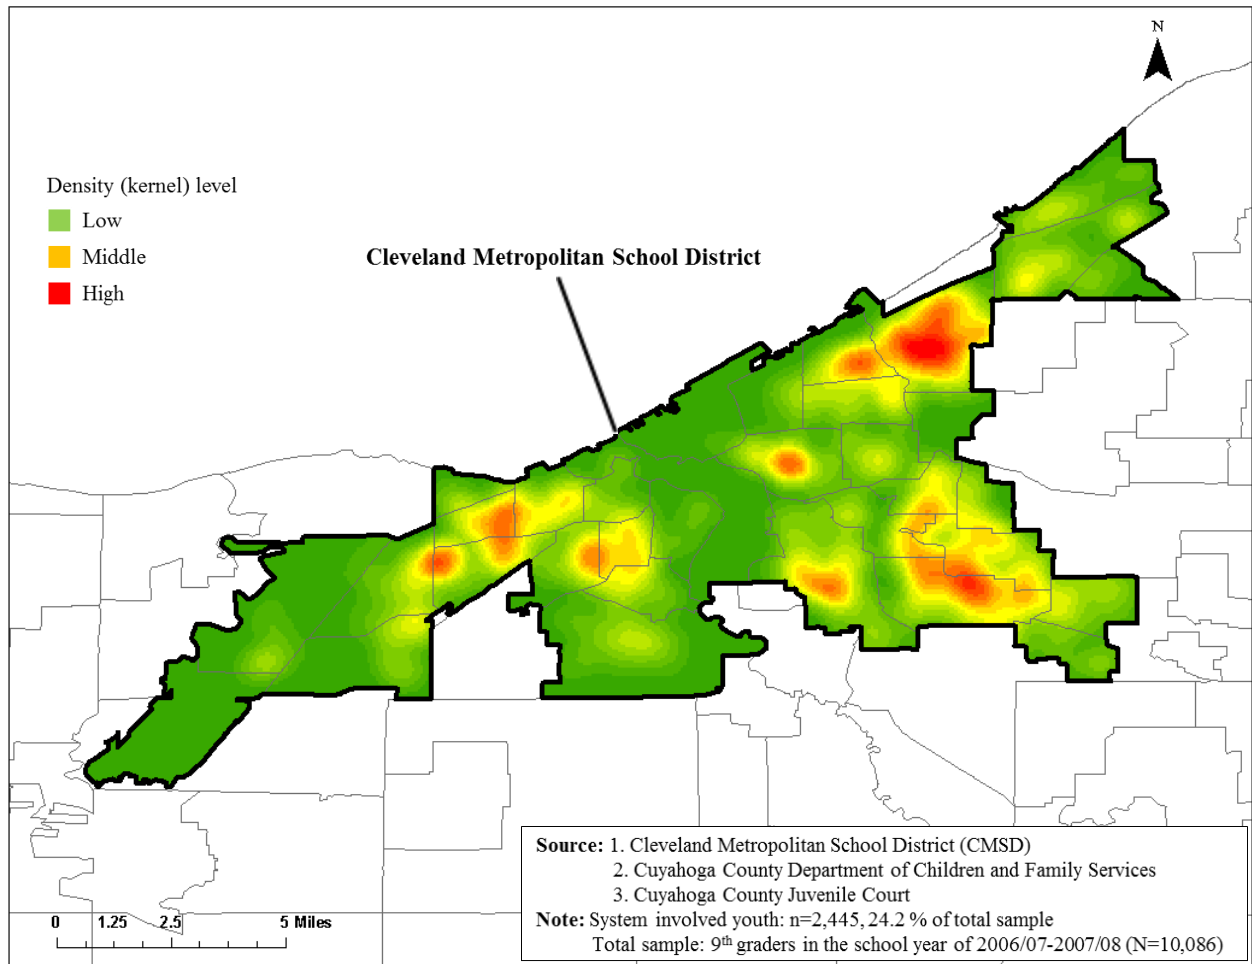 N
Density (kernel) level
Low
Middle
High
Cleveland Metropolitan School District
Source: 1. Cleveland Metropolitan School District (CMSD)
2. Cuyahoga County Department of Children and Family Services
3. Cuyahoga County Juvenile Court
Note: System involved youth: n=2,445, 24.2 % of total sample
Total sample: 9th graders in the school year of 2006/07-2007/08 (N=10,086)
0 1.25 2.5 5 Miles